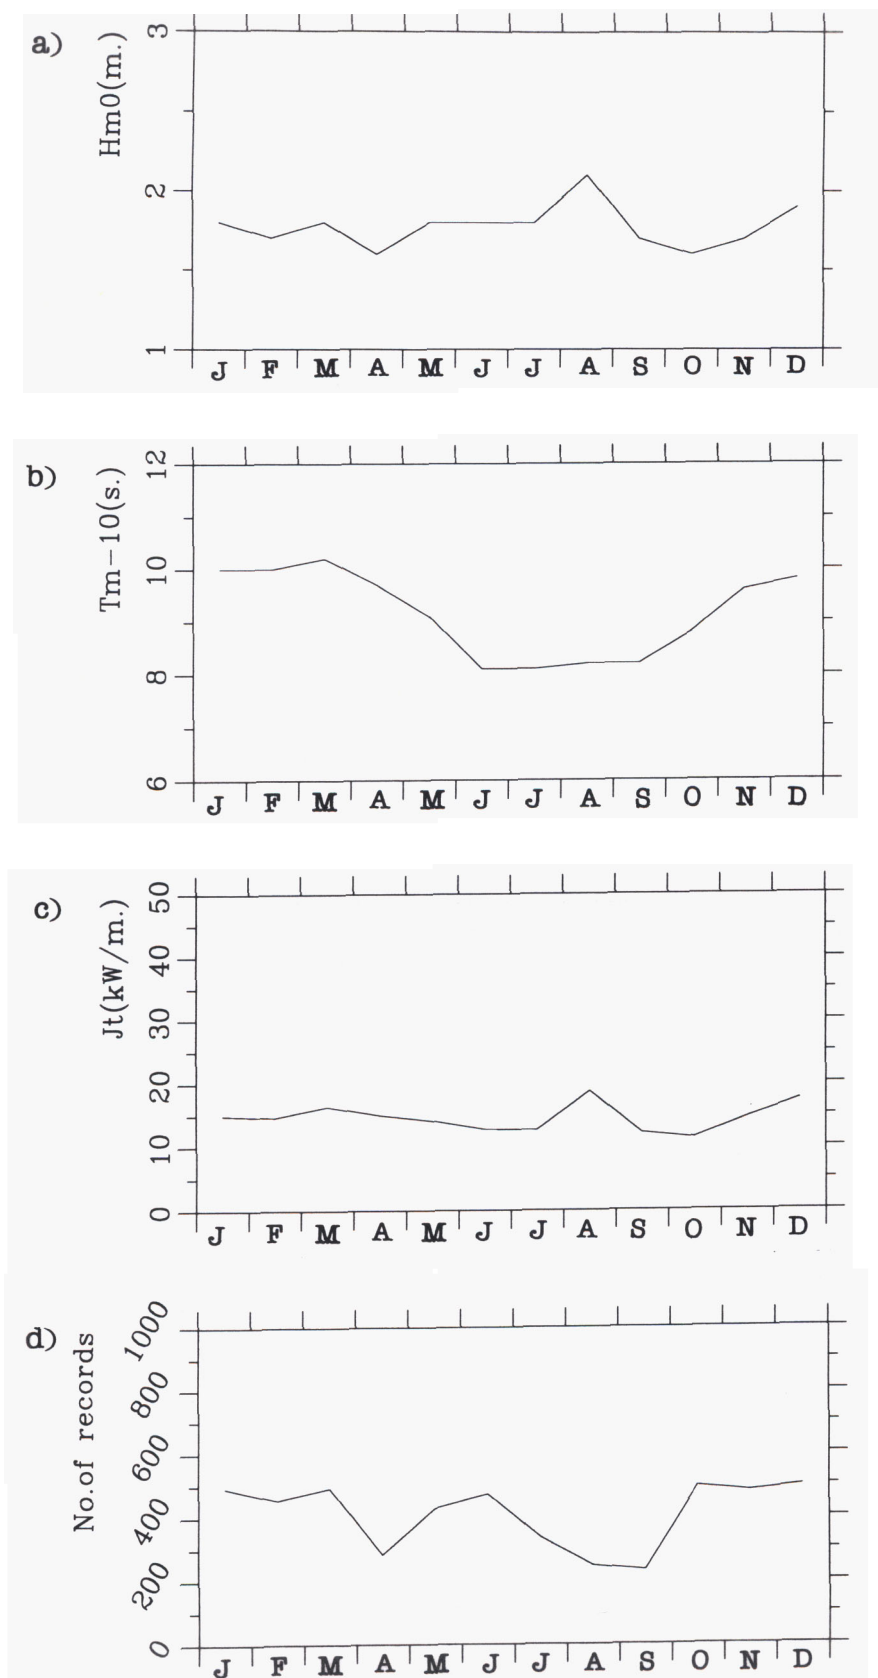 a)
Hm0(m.)
3
2
1
J F M A M J J A S O N D
b)
Tm-10(s.)
12
10
8
6
J F M A M J J A S O N D
c)
Jt(kW/m.)
50
40
30
20
10
0
J F M A M J J A S O N D
d)
No.of records
1000
800
600
400
200
0
J F M A M J J A S O N D